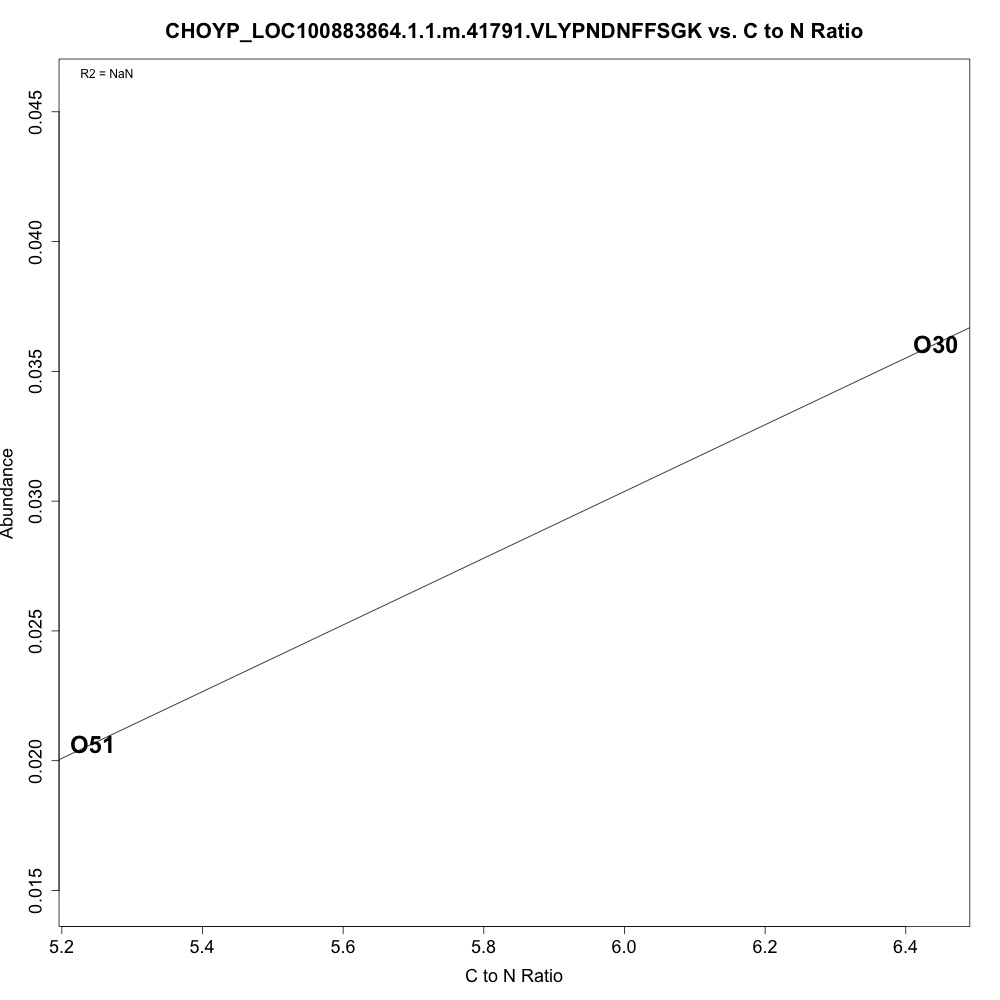 CHOYP_LOC100883864.1.1.m.41791.VLYPNDNFFSGK vs. C to N Ratio
R2 = NaN
0.045
0.040
0.035
0.030
0.025
0.020
0.015
Abundance
O30
O51
5.2 5.4 5.6 5.8 6.0 6.2 6.4
C to N Ratio